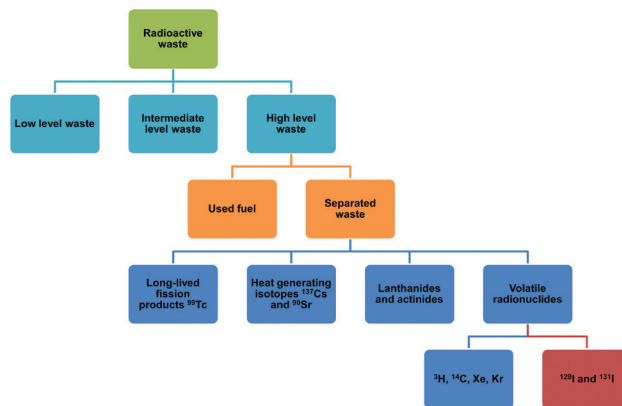 Radioactive
waste
Low level waste
Intermediate
level waste
High level
waste
Used fuel
Separated
waste
Long-lived
fission
products ⁹⁹Tc
Heat generating
isotopes ¹³⁷Cs
and ⁹⁰Sr
Lanthanides
and actinides
Volatile
radionuclides
³H, ¹⁴C, Xe, Kr
¹²⁹I and ¹³¹I